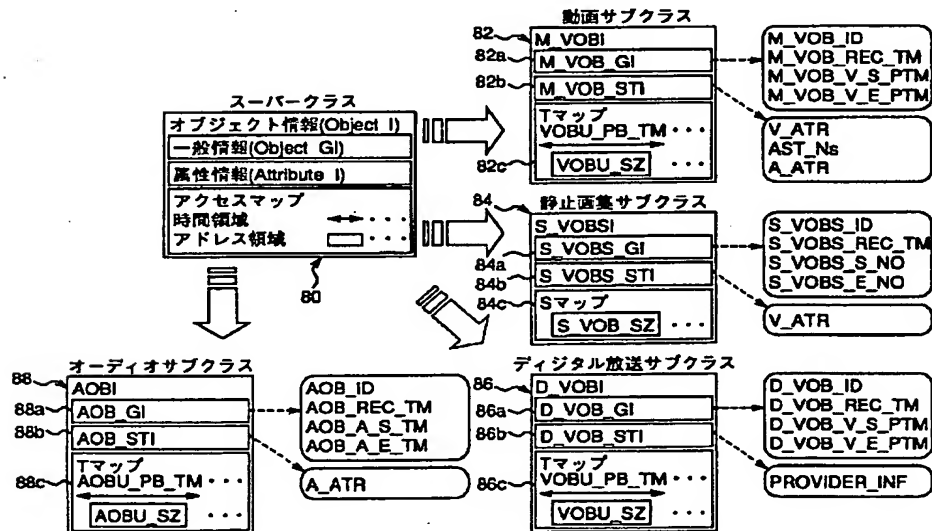 スーパークラス
オブジェクト情報(Object I)
一般情報(Object GI)
属性情報(Attribute I)
アクセスマップ
時間領域 ・・・
アドレス領域 ・・・
80
動画サブクラス
82
M_VOBI
82a
M_VOB_GI
82b
M_VOB_STI
Tマップ
VOBU_PB_TM・・・
82c
VOBU_SZ ・・・
M_VOB_ID
M_VOB_REC_TM
M_VOB_V_S_PTM
M_VOB_V_E_PTM
V_ATR
AST_Ns
A_ATR
静止画集サブクラス
84
S_VOBSI
S_VOBS_GI
84a
S_VOBS_STI
84b
84c
Sマップ
S_VOB_SZ ・・・
S_VOBS_ID
S_VOBS_REC_TM
S_VOBS_S_NO
S_VOBS_E_NO
V_ATR
オーディオサブクラス
88
AOBI
88a
AOB_GI
88b
AOB_STI
Tマップ
88c
AOBU_PB_TM・・・
AOBU_SZ ・・・
AOB_ID
AOB_REC_TM
AOB_A_S_TM
AOB_A_E_TM
A_ATR
ディジタル放送サブクラス
86
D_VOBI
86a
D_VOB_GI
86b
D_VOB_STI
Tマップ
86c
VOBU_PB_TM・・・
VOBU_SZ ・・・
D_VOB_ID
D_VOB_REC_TM
D_VOB_V_S_PTM
D_VOB_V_E_PTM
PROVIDER_INF